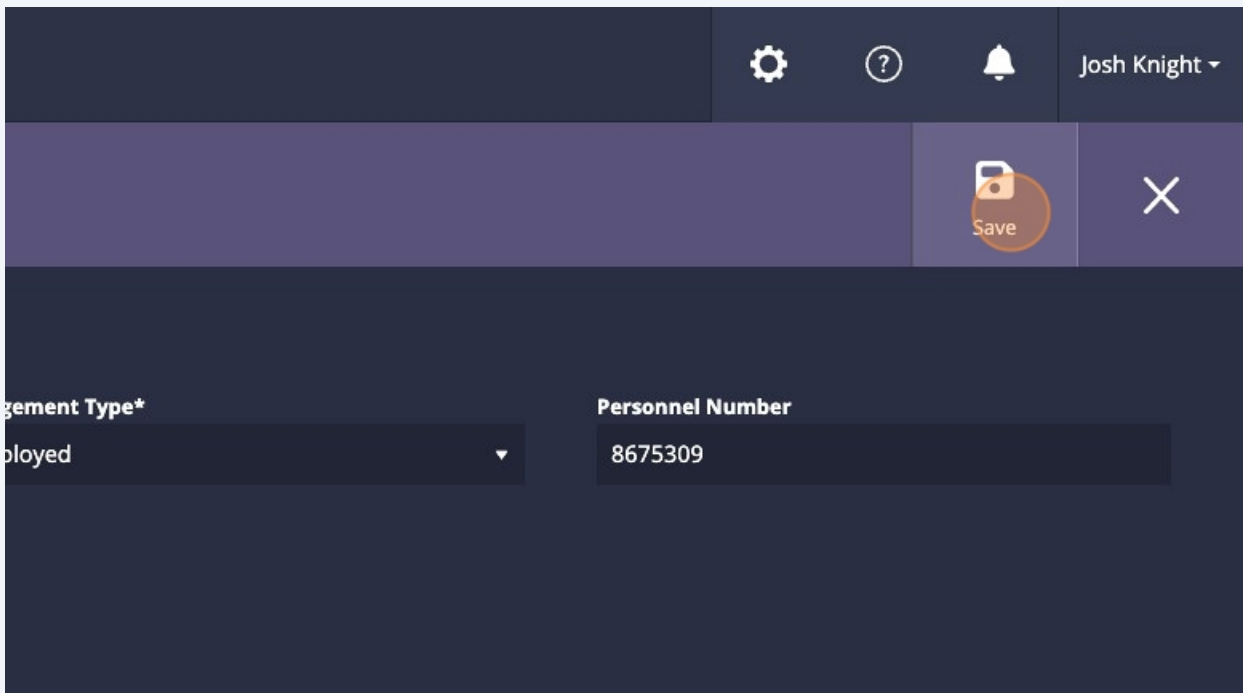 Josh Knight
Save
gement Type*
Personnel Number
ployed
8675309